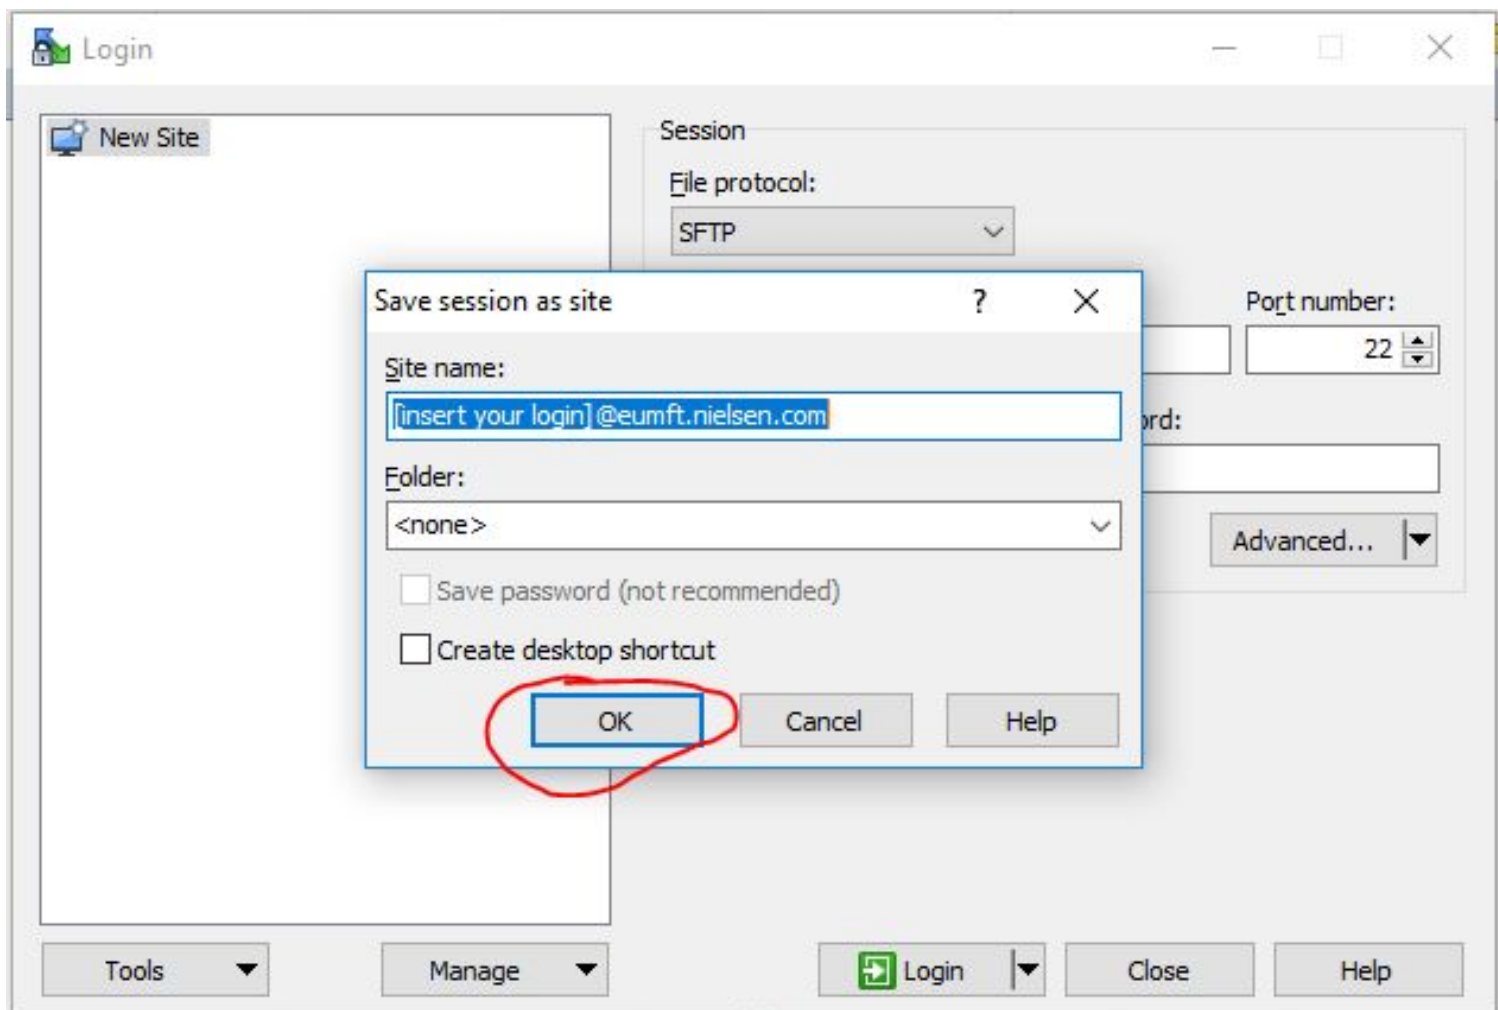 Login
New Site
Session
File protocol:
SFTP
Save session as site
?
Port number:
22
Site name:
[insert your login]@eumft.nielsen.com
ord:
Folder:
<none>
Advanced...
Save password (not recommended)
Create desktop shortcut
OK Cancel Help
Tools Manage Login Close Help